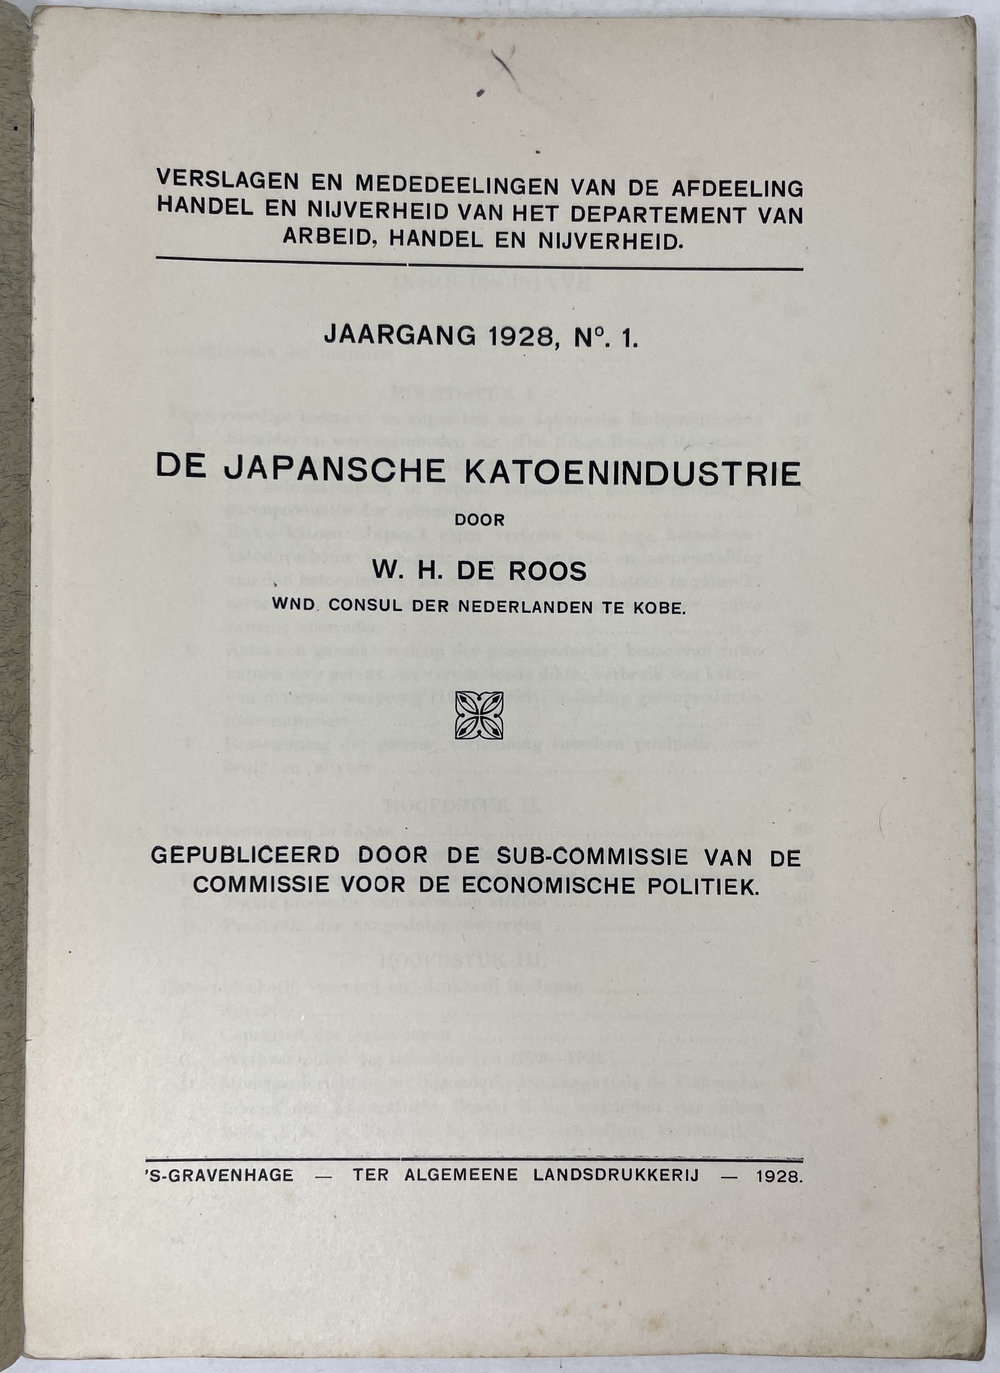 VERSLAGEN EN MEDEDEELINGEN VAN DE AFDEELING
HANDEL EN NIJVERHEID VAN HET DEPARTEMENT VAN
ARBEID, HANDEL EN NIJVERHEID.
JAARGANG 1928, Nº. 1.
DE JAPANSCHE KATOENINDUSTRIE
DOOR
W. H. DE ROOS
WND. CONSUL DER NEDERLANDEN TE KOBE.
GEPUBLICEERD DOOR DE SUB-COMMISSIE VAN DE
COMMISSIE VOOR DE ECONOMISCHE POLITIEK.
'S-GRAVENHAGE — TER ALGEMEENE LANDSDRUKKERIJ — 1928.